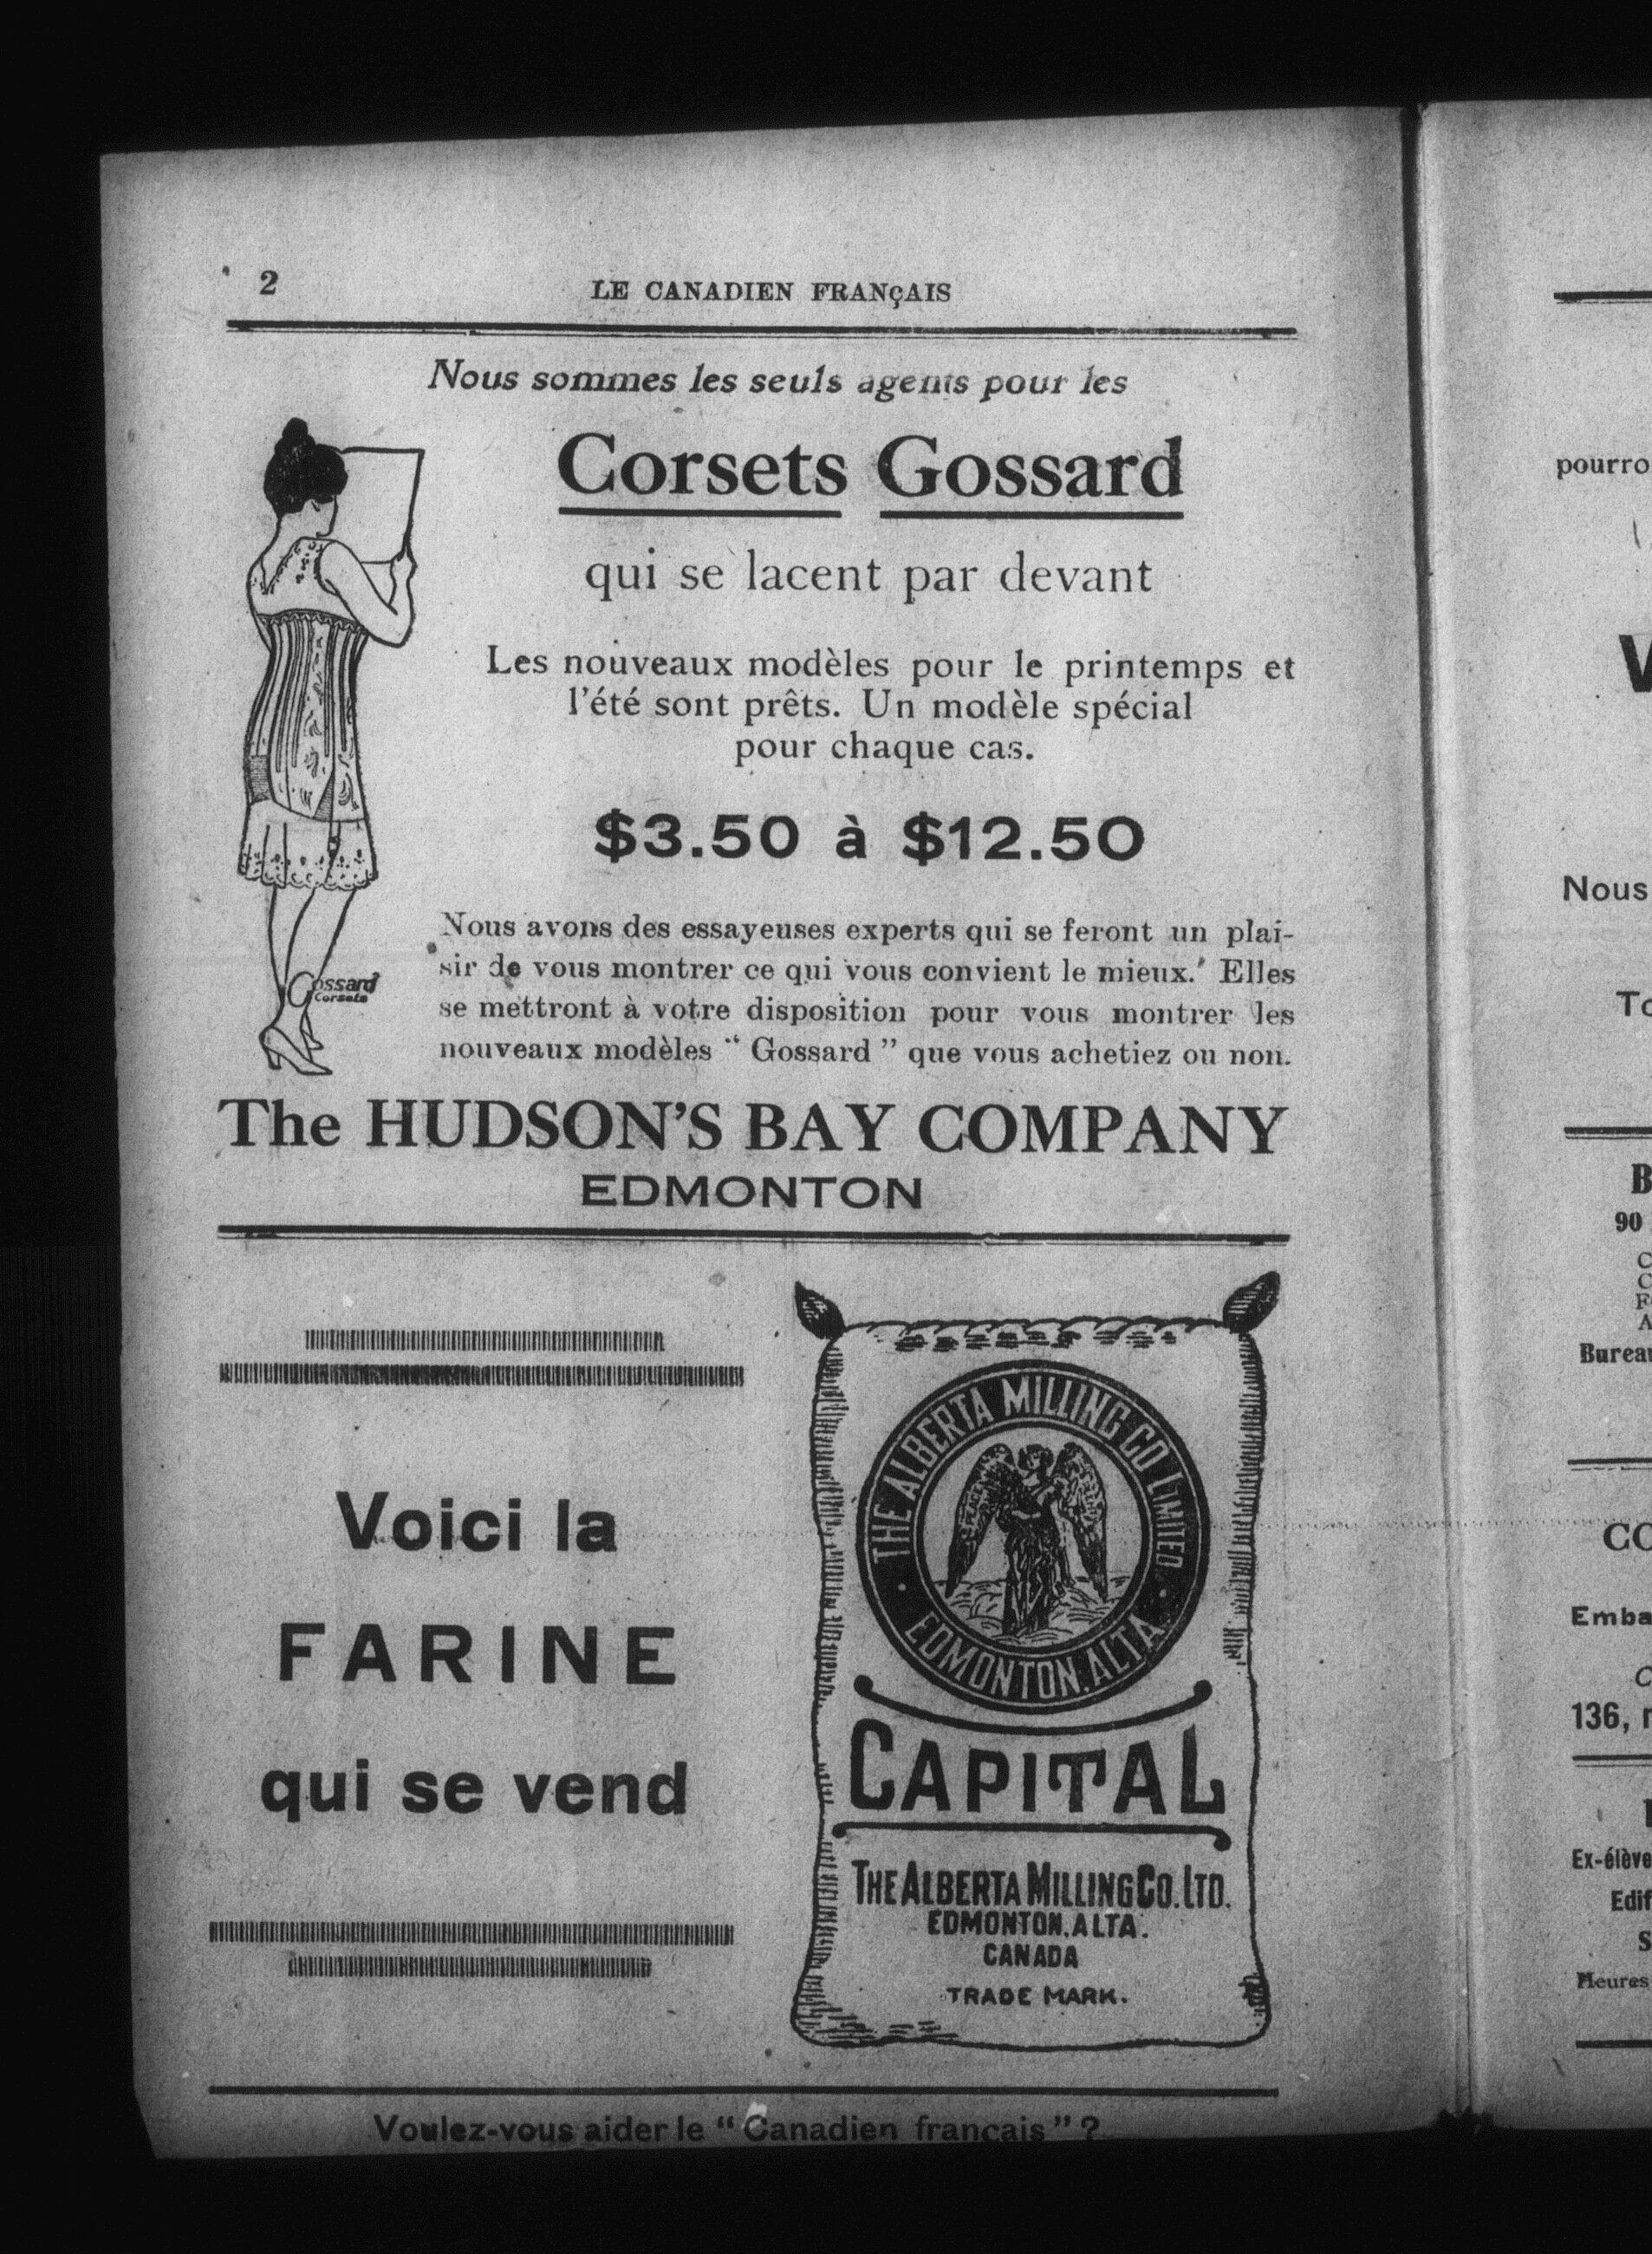 2
LE CANADIEN FRANÇAIS
Nous sommes les seuls agents pour les
Corsets Gossard
qui se lacent par devant
Les nouveaux modèles pour le printemps et
l'été sont prêts. Un modèle spécial
pour chaque cas.
$3.50 à $12.50
Nous avons des essayeuses experts qui se feront un plai-
sir de vous montrer ce qui vous convient le mieux. Elles
se mettront à votre disposition pour vous montrer les
nouveaux modèles " Gossard " que vous achetiez ou non.
Gossard
Corsets
The HUDSON'S BAY COMPANY
EDMONTON
Voici la
FARINE
qui se vend
THE ALBERTA MILLING CO LIMITED
EDMONTON. ALTA
CAPITAL
THE ALBERTA MILLING CO. LTD.
EDMONTON. ALTA.
CANADA
TRADE MARK.
Voulez-vous aider le " Canadien français " ?
pourro
Nous
To
B
90
Bureau
CO
Emba
136, r
Ex-élève
Edif
S
Heures